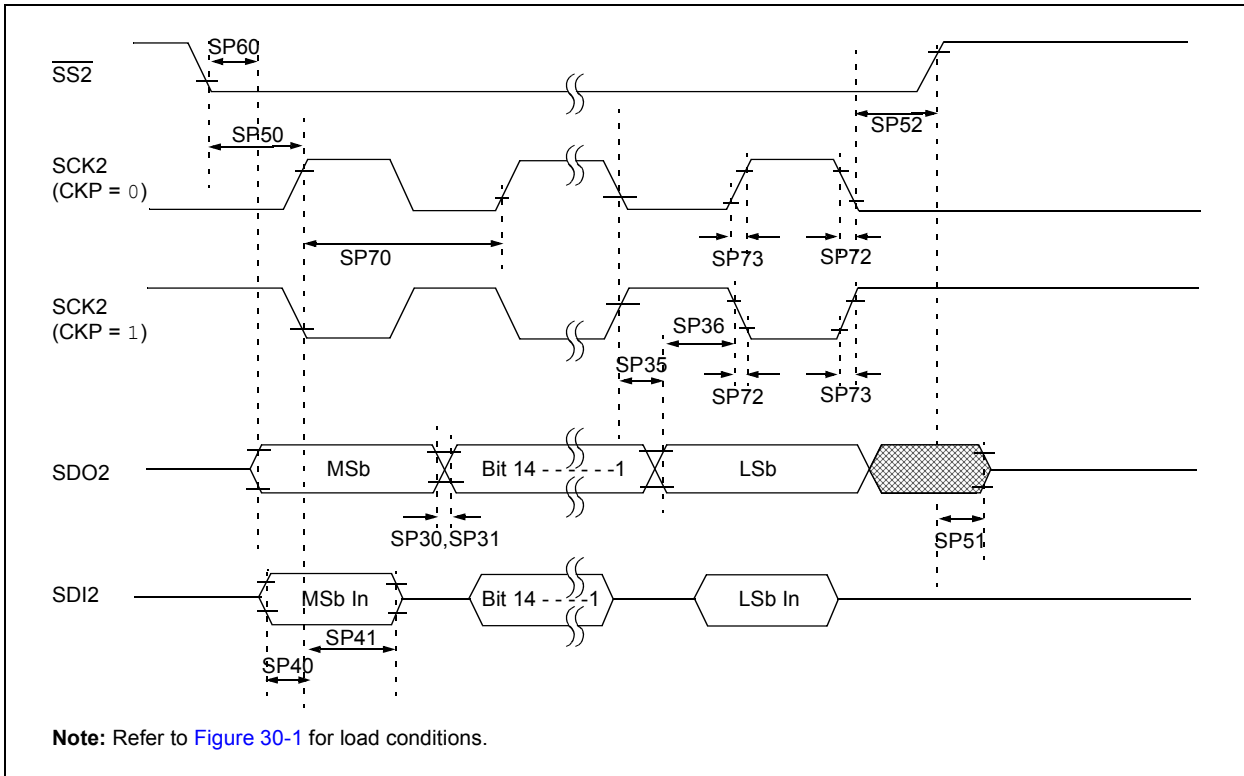 SP60
SS2
SP50
SP52
SCK2
(CKP = 0)
SP73
SP72
SP70
SCK2
(CKP = 1)
SP36
SP35
SP72
SP73
SDO2
MSb
Bit 14 - - - - - -1
LSb
SP30,SP31
SP51
SDI2
MSb In
Bit 14 - - - -1
LSb In
SP41
SP40
Note: Refer to Figure 30-1 for load conditions.